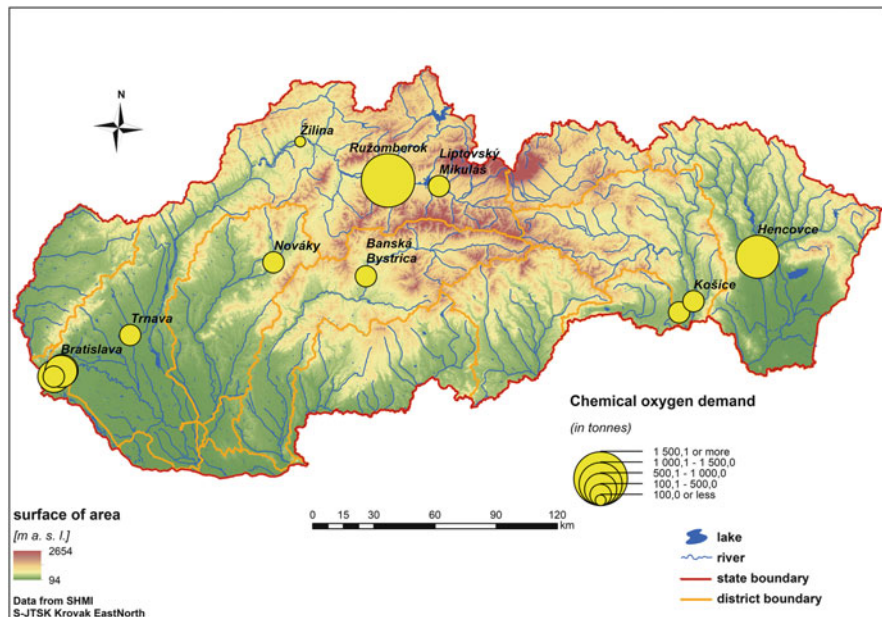 N
Žilina
Ružomberok
Liptovský
Mikuláš
Hencovce
Nováky
Banská
Bystrica
Košice
Trnava
Bratislava
Chemical oxygen demand
(in tonnes)
1 500,1 or more
1 000,1 - 1 500,0
500,1 - 1 000,0
100,1 - 500,0
100,0 or less
surface of area
[m a. s. l.]
2654
94
0 15 30 60 90 120
km
lake
river
state boundary
district boundary
Data from SHMI
S-JTSK Krovak EastNorth